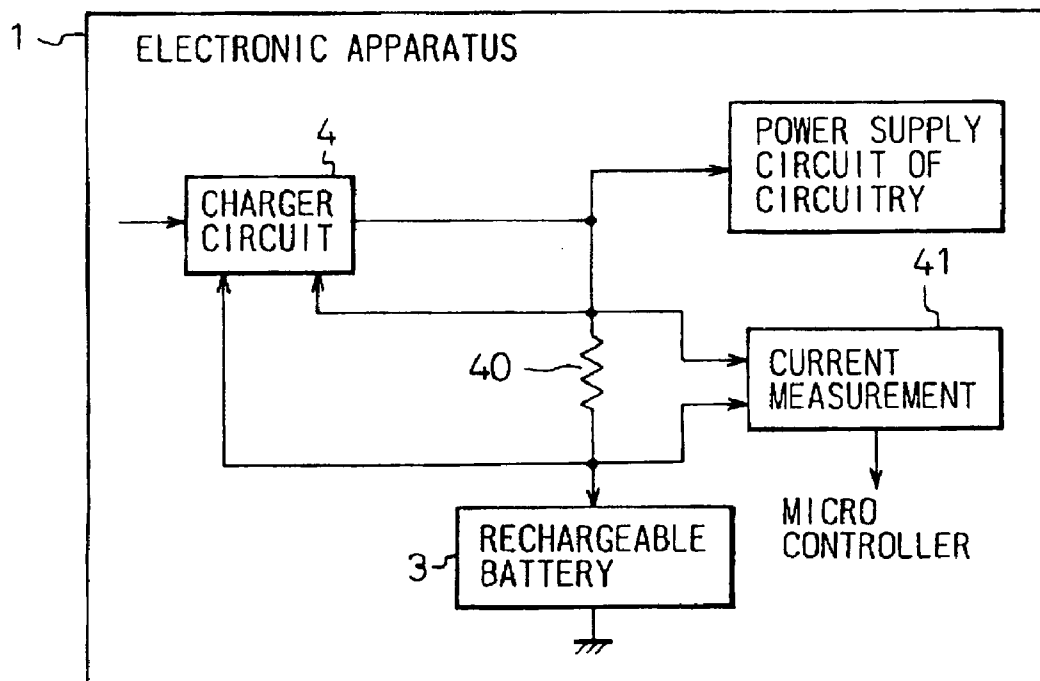 1
ELECTRONIC APPARATUS
4
CHARGER
CIRCUIT
POWER SUPPLY
CIRCUIT OF
CIRCUITRY
41
40
CURRENT
MEASUREMENT
3
RECHARGEABLE
BATTERY
MICRO
CONTROLLER